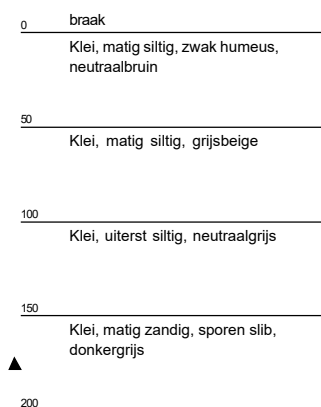 0 braak
Klei, matig siltig, zwak humeus,
neutraalbruin
50
Klei, matig siltig, grijsbeige
100
Klei, uiterst siltig, neutraalgrijs
150
Klei, matig zandig, sporen slib,
donkergrijs
200